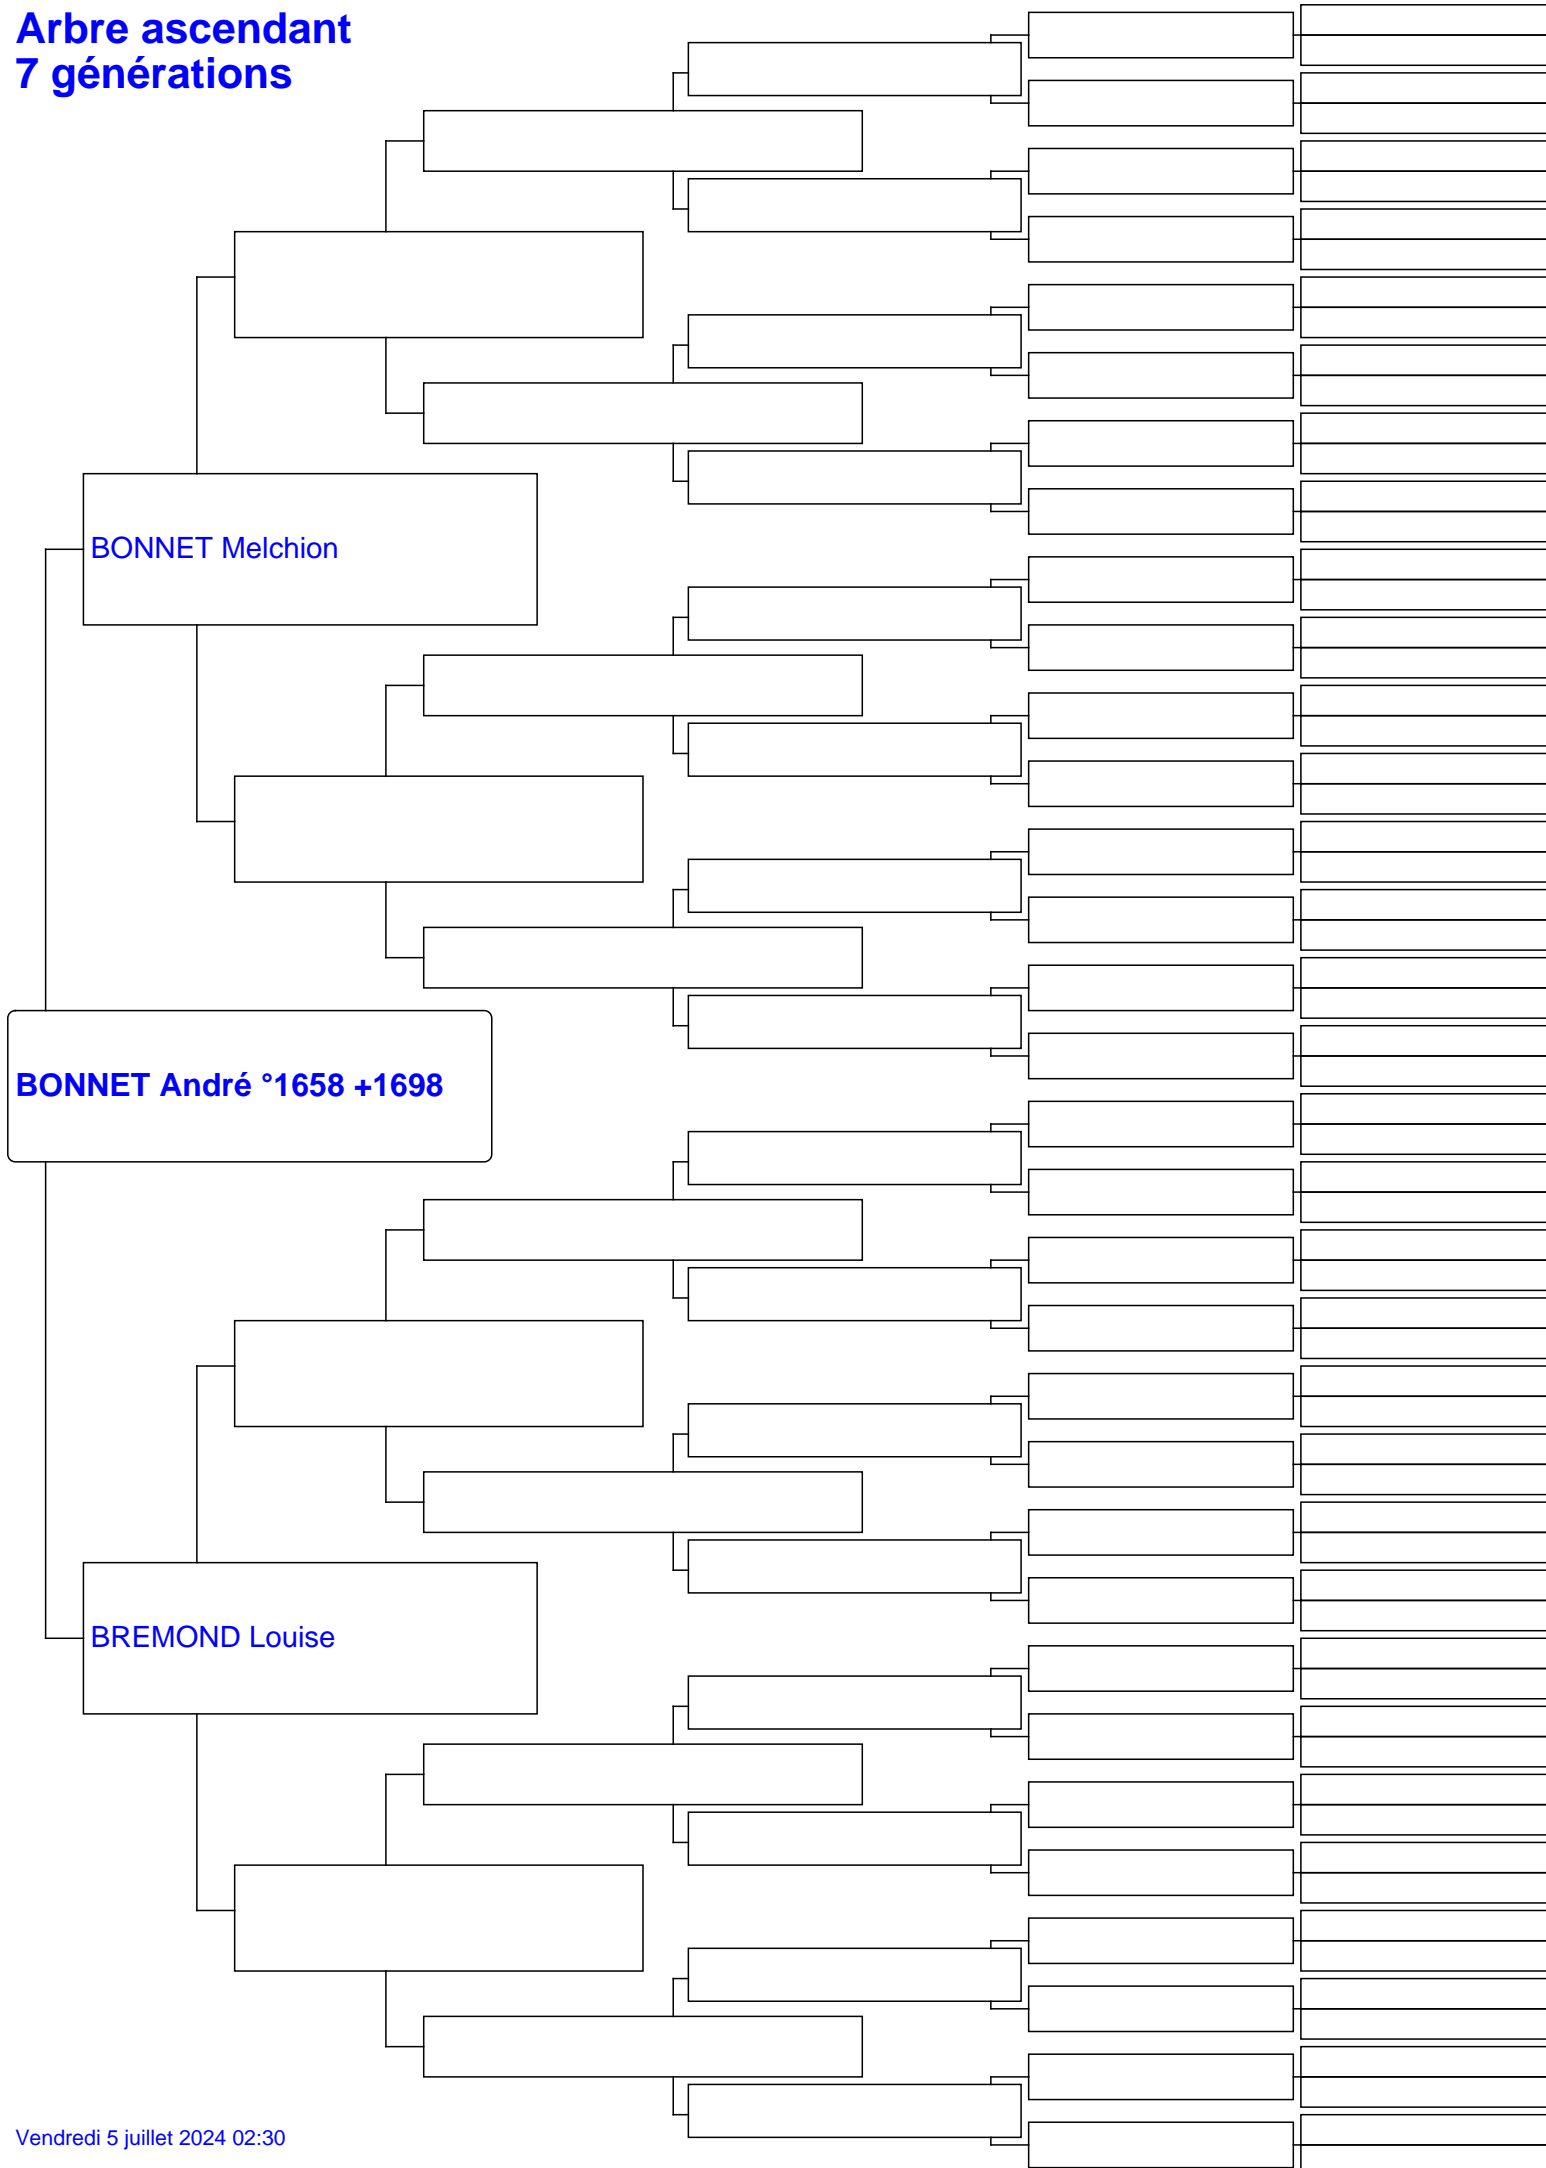 Arbre ascendant
7 générations
BONNET Melchion
BONNET André °1658 +1698
BREMOND Louise
Vendredi 5 juillet 2024 02:30